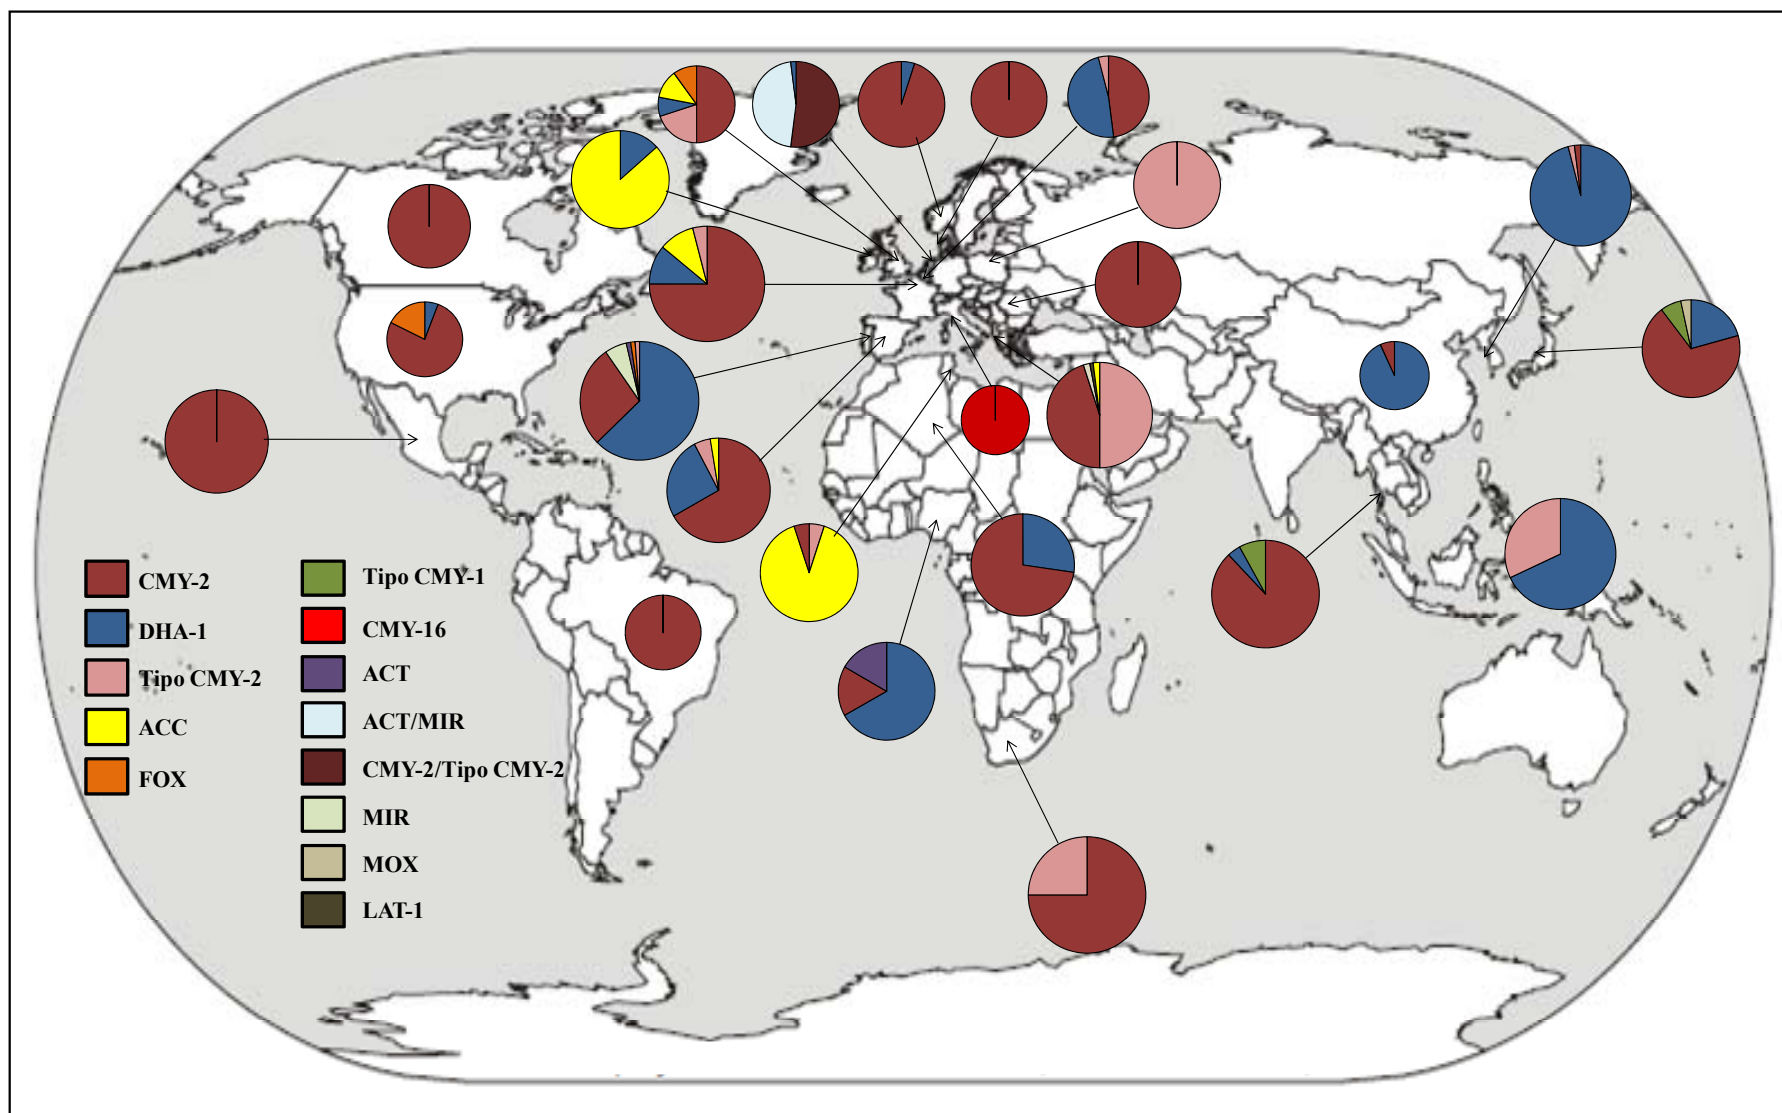 CMY-2
DHA-1
Tipo CMY-2
ACC
FOX
Tipo CMY-1
CMY-16
ACT
ACT/MIR
CMY-2/Tipo CMY-2
MIR
MOX
LAT-1